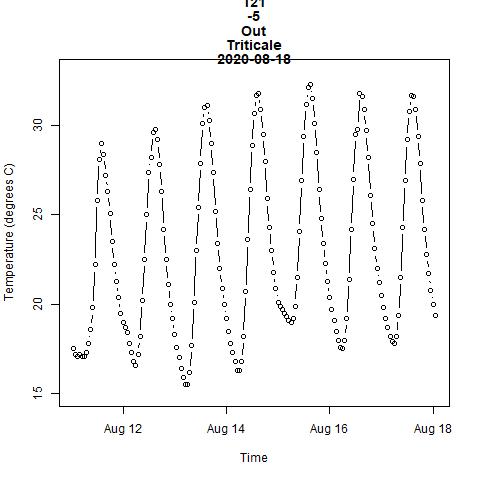 121
-5
Out
Triticale
2020-08-18
Temperature (degrees C)
30
25
20
15
Aug 12
Aug 14
Aug 16
Aug 18
Time